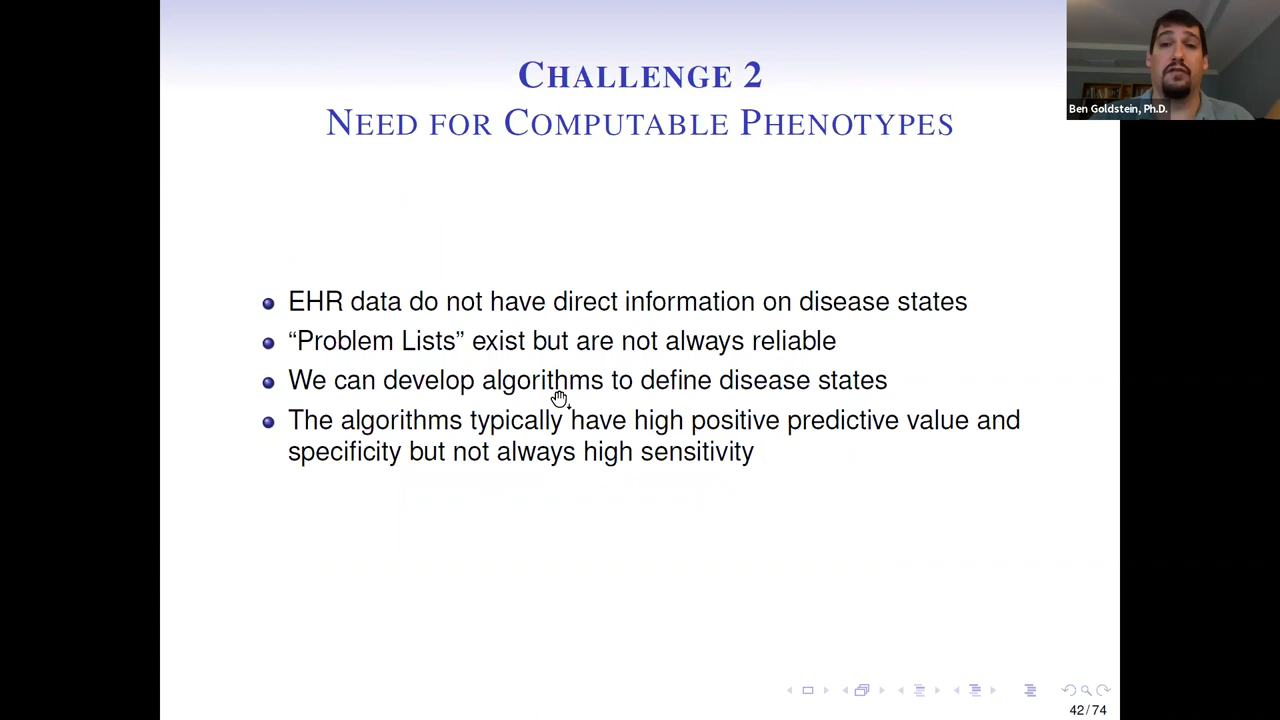 CHALLENGE 2
NEED FOR COMPUTABLE PHENOTYPES
EHR data do not have direct information on disease states
“Problem Lists” exist but are not always reliable
We can develop algorithms to define disease states
The algorithms typically have high positive predictive value and
specificity but not always high sensitivity
Ben Goldstein, Ph.D.
42/74